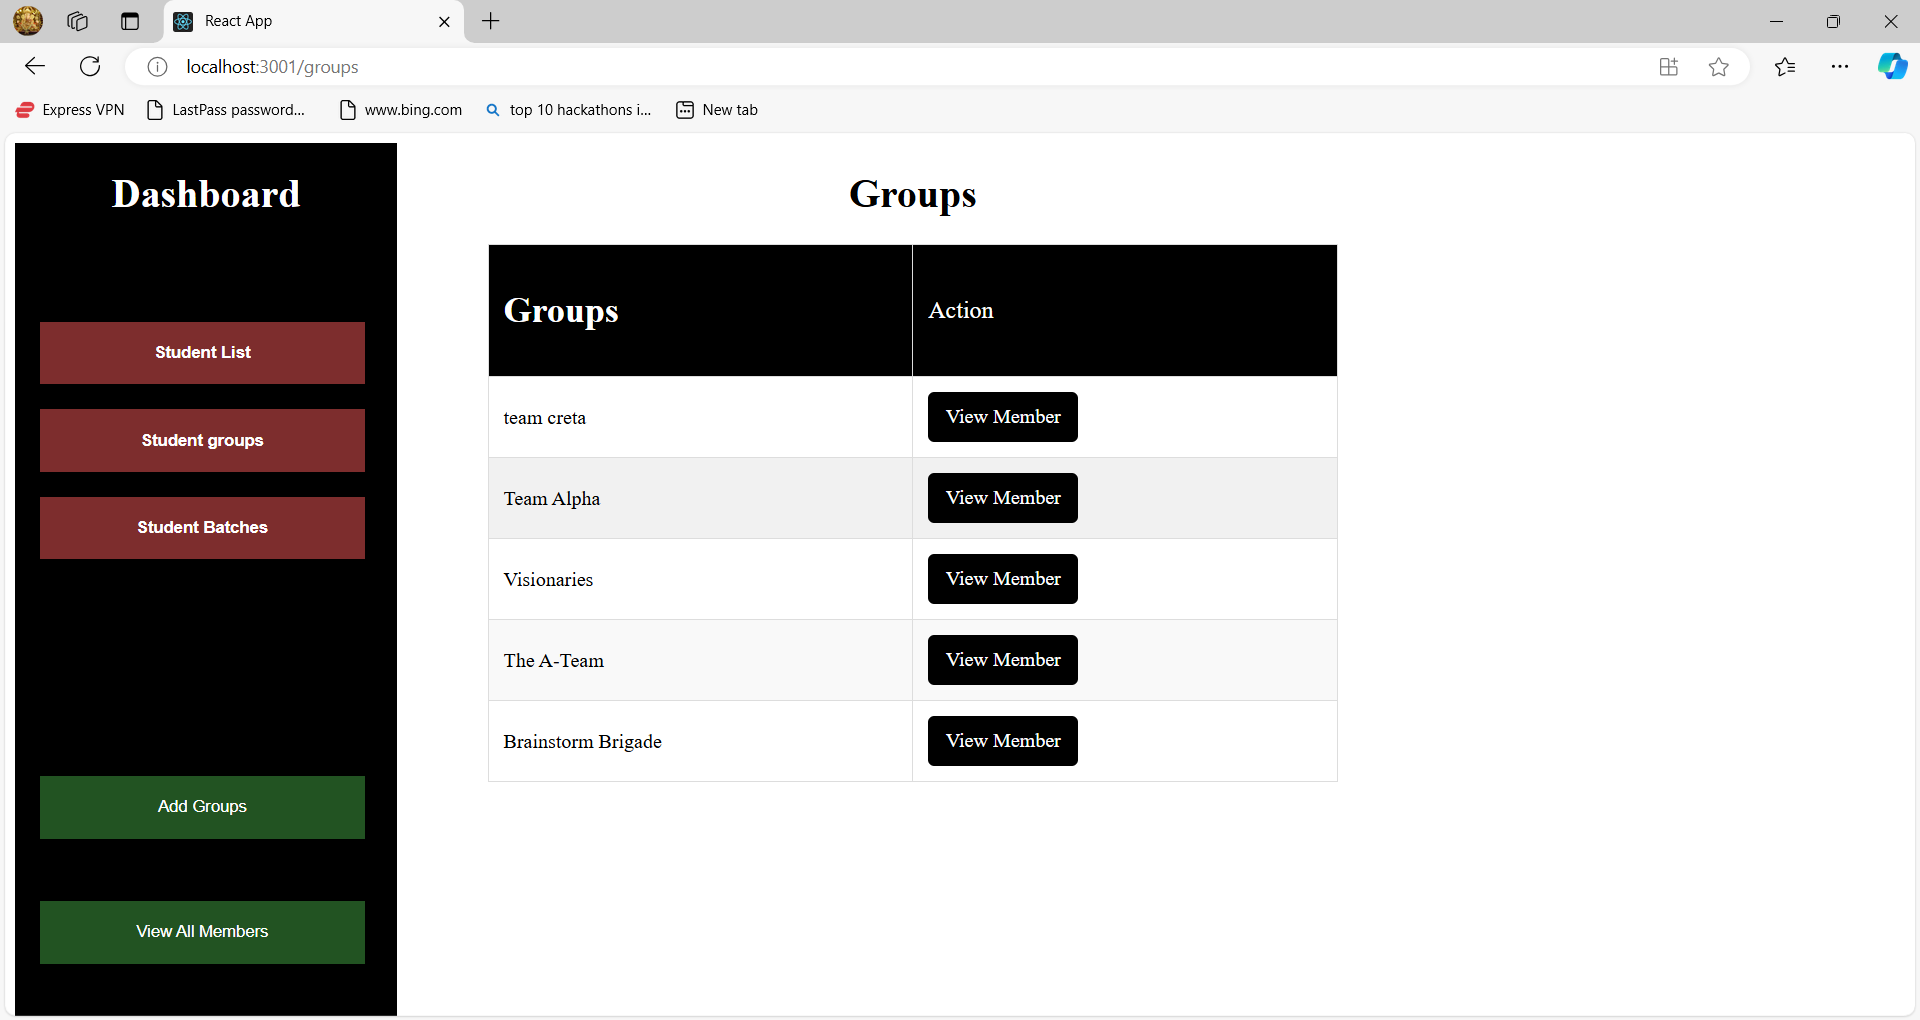 React App
localhost:3001/groups
Express VPN
LastPass password...
www.bing.com
top 10 hackathons i...
New tab
Dashboard
Student List
Student groups
Student Batches
Add Groups
View All Members
Groups
Groups Action
team creta View Member
Team Alpha View Member
Visionaries View Member
The A-Team View Member
Brainstorm Brigade View Member